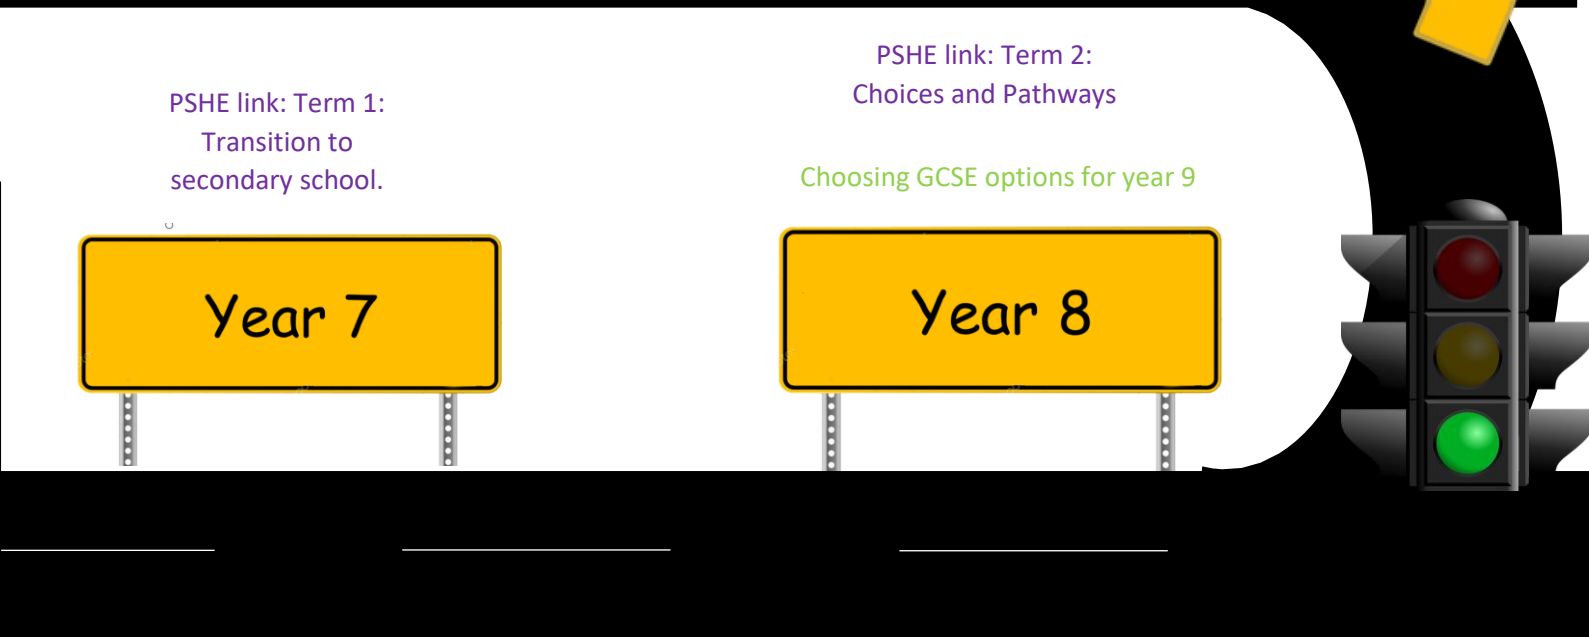 PSHE link: Term 1:
Transition to
secondary school.
Year 7
PSHE link: Term 2:
Choices and Pathways
Choosing GCSE options for year 9
Year 8